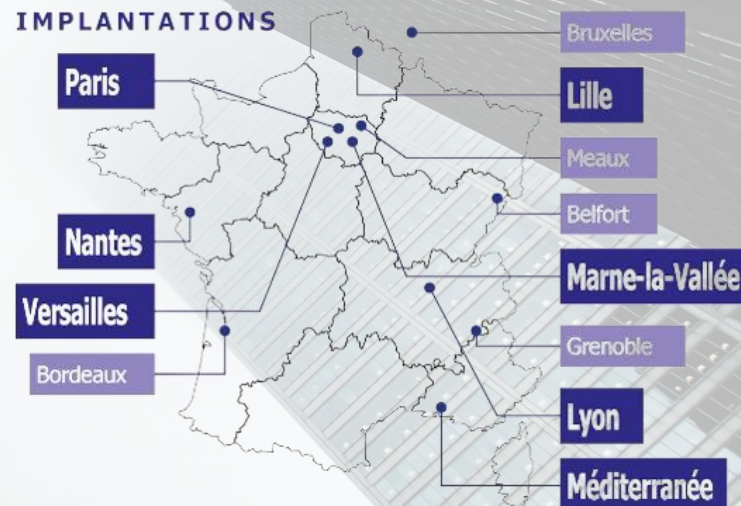 IMPLANTATIONS
Paris
Nantes
Versailles
Bordeaux
Bruxelles
Lille
Meaux
Belfort
Marne-la-Vallée
Grenoble
Lyon
Méditerranée